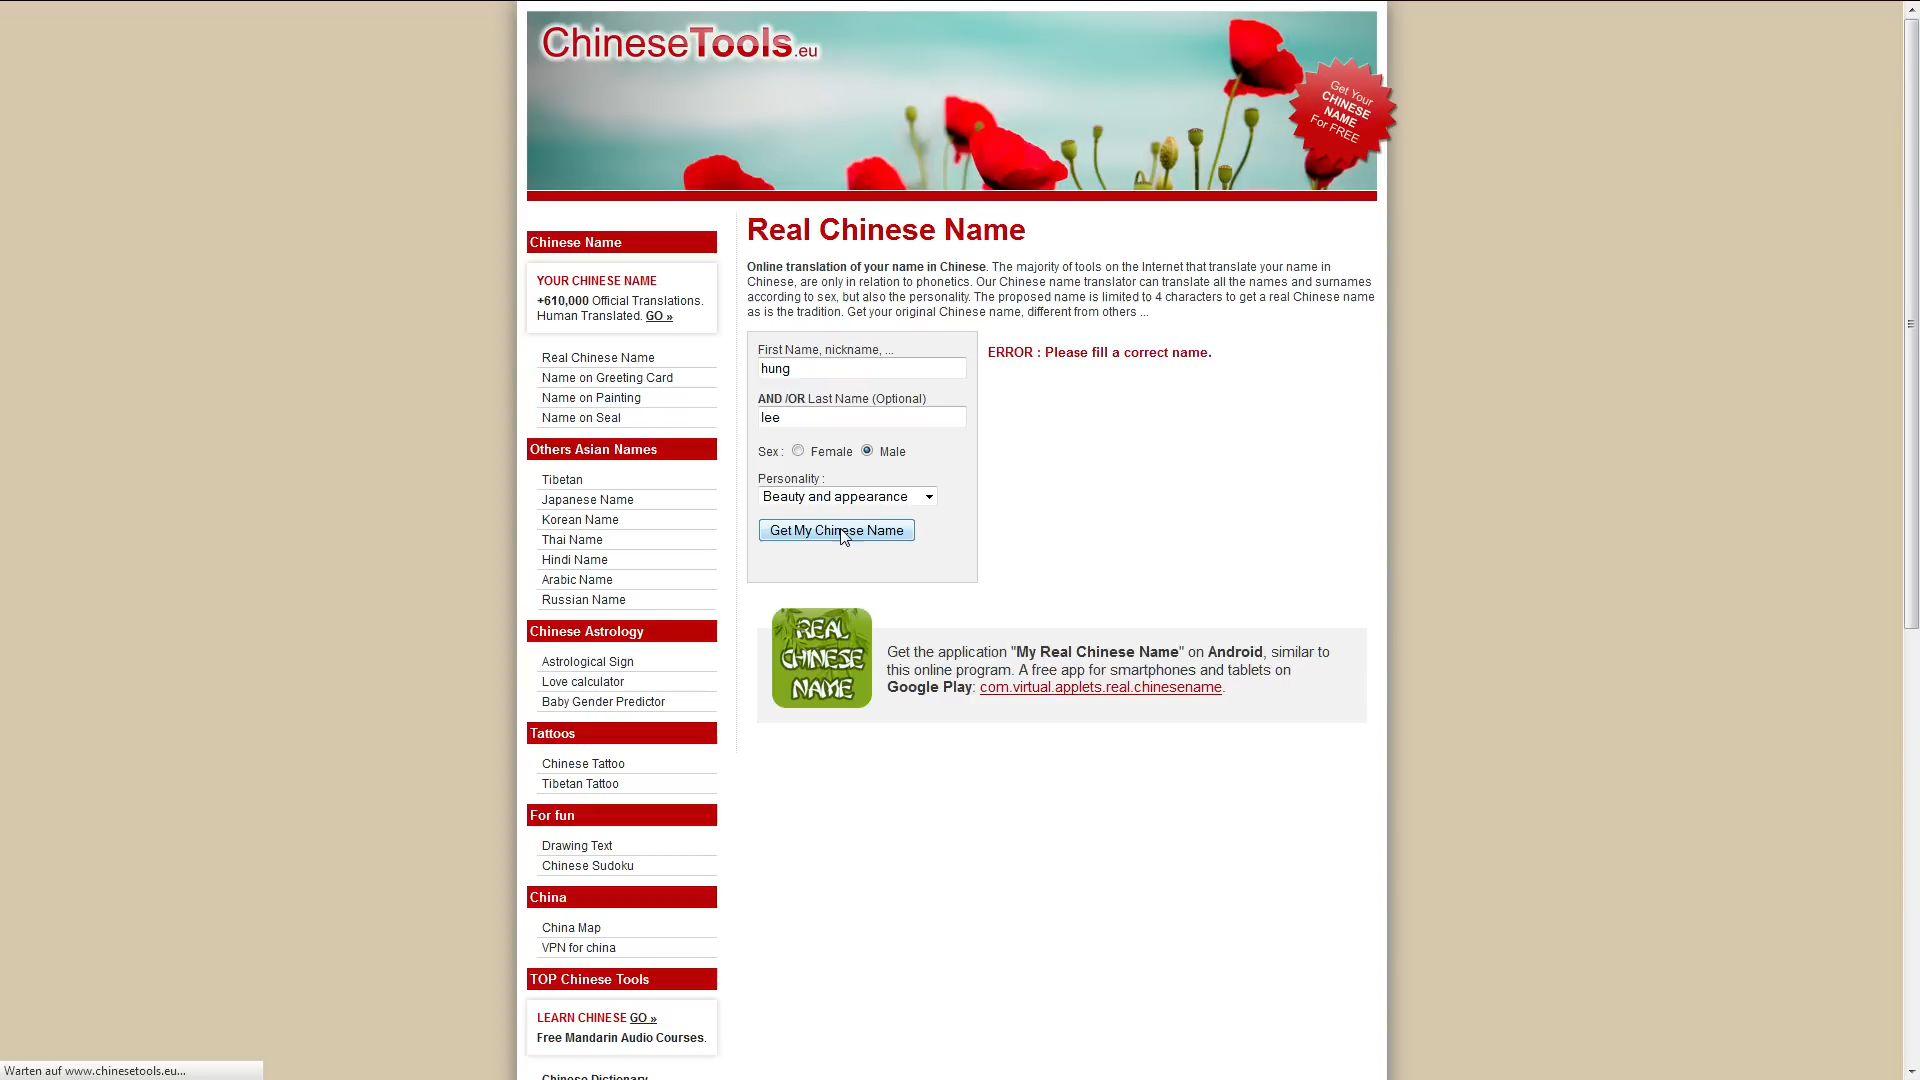 ChineseTools.eu
Get Your
CHINESE
NAME
For FREE
Chinese Name
YOUR CHINESE NAME
+610,000 Official Translations.
Human Translated. GO »
Real Chinese Name
Name on Greeting Card
Name on Painting
Name on Seal
Others Asian Names
Tibetan
Japanese Name
Korean Name
Thai Name
Hindi Name
Arabic Name
Russian Name
Chinese Astrology
Astrological Sign
Love calculator
Baby Gender Predictor
Tattoos
Chinese Tattoo
Tibetan Tattoo
For fun
Drawing Text
Chinese Sudoku
China
China Map
VPN for china
TOP Chinese Tools
LEARN CHINESE GO »
Free Mandarin Audio Courses.
Chinese Dictionary
Real Chinese Name
Online translation of your name in Chinese. The majority of tools on the Internet that translate your name in
Chinese, are only in relation to phonetics. Our Chinese name translator can translate all the names and surnames
according to sex, but also the personality. The proposed name is limited to 4 characters to get a real Chinese name
as is the tradition. Get your original Chinese name, different from others ...
First Name, nickname, ...
hung
AND /OR Last Name (Optional)
lee
Sex : Female Male
Personality :
Beauty and appearance
Get My Chinese Name
ERROR : Please fill a correct name.
REAL
CHINESE
NAME
Get the application "My Real Chinese Name" on Android, similar to
this online program. A free app for smartphones and tablets on
Google Play: com.virtual.applets.real.chinesename.
Warten auf www.chinesetools.eu...